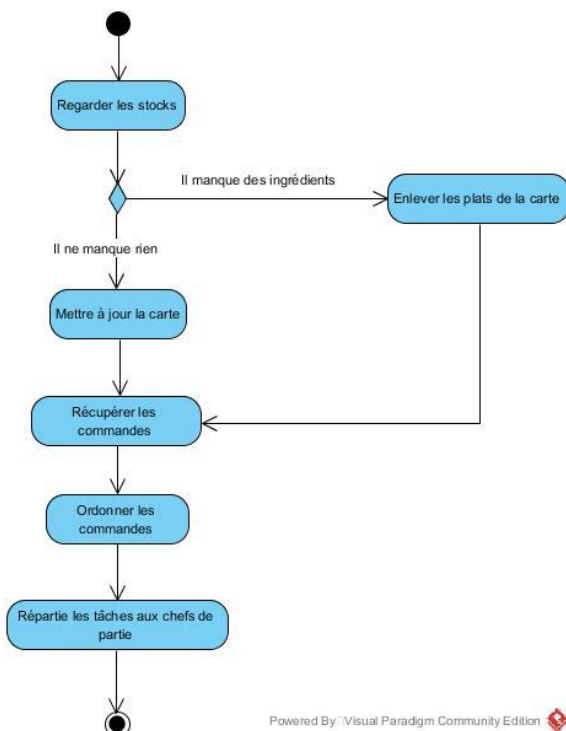 Regarder les stocks
Il manque des ingrédients
Enlever les plats de la carte
Il ne manque rien
Mettre à jour la carte
Récupérer les
commandes
Ordonner les
commandes
Répartie les tâches aux chefs de
partie
Powered By Visual Paradigm Community Edition